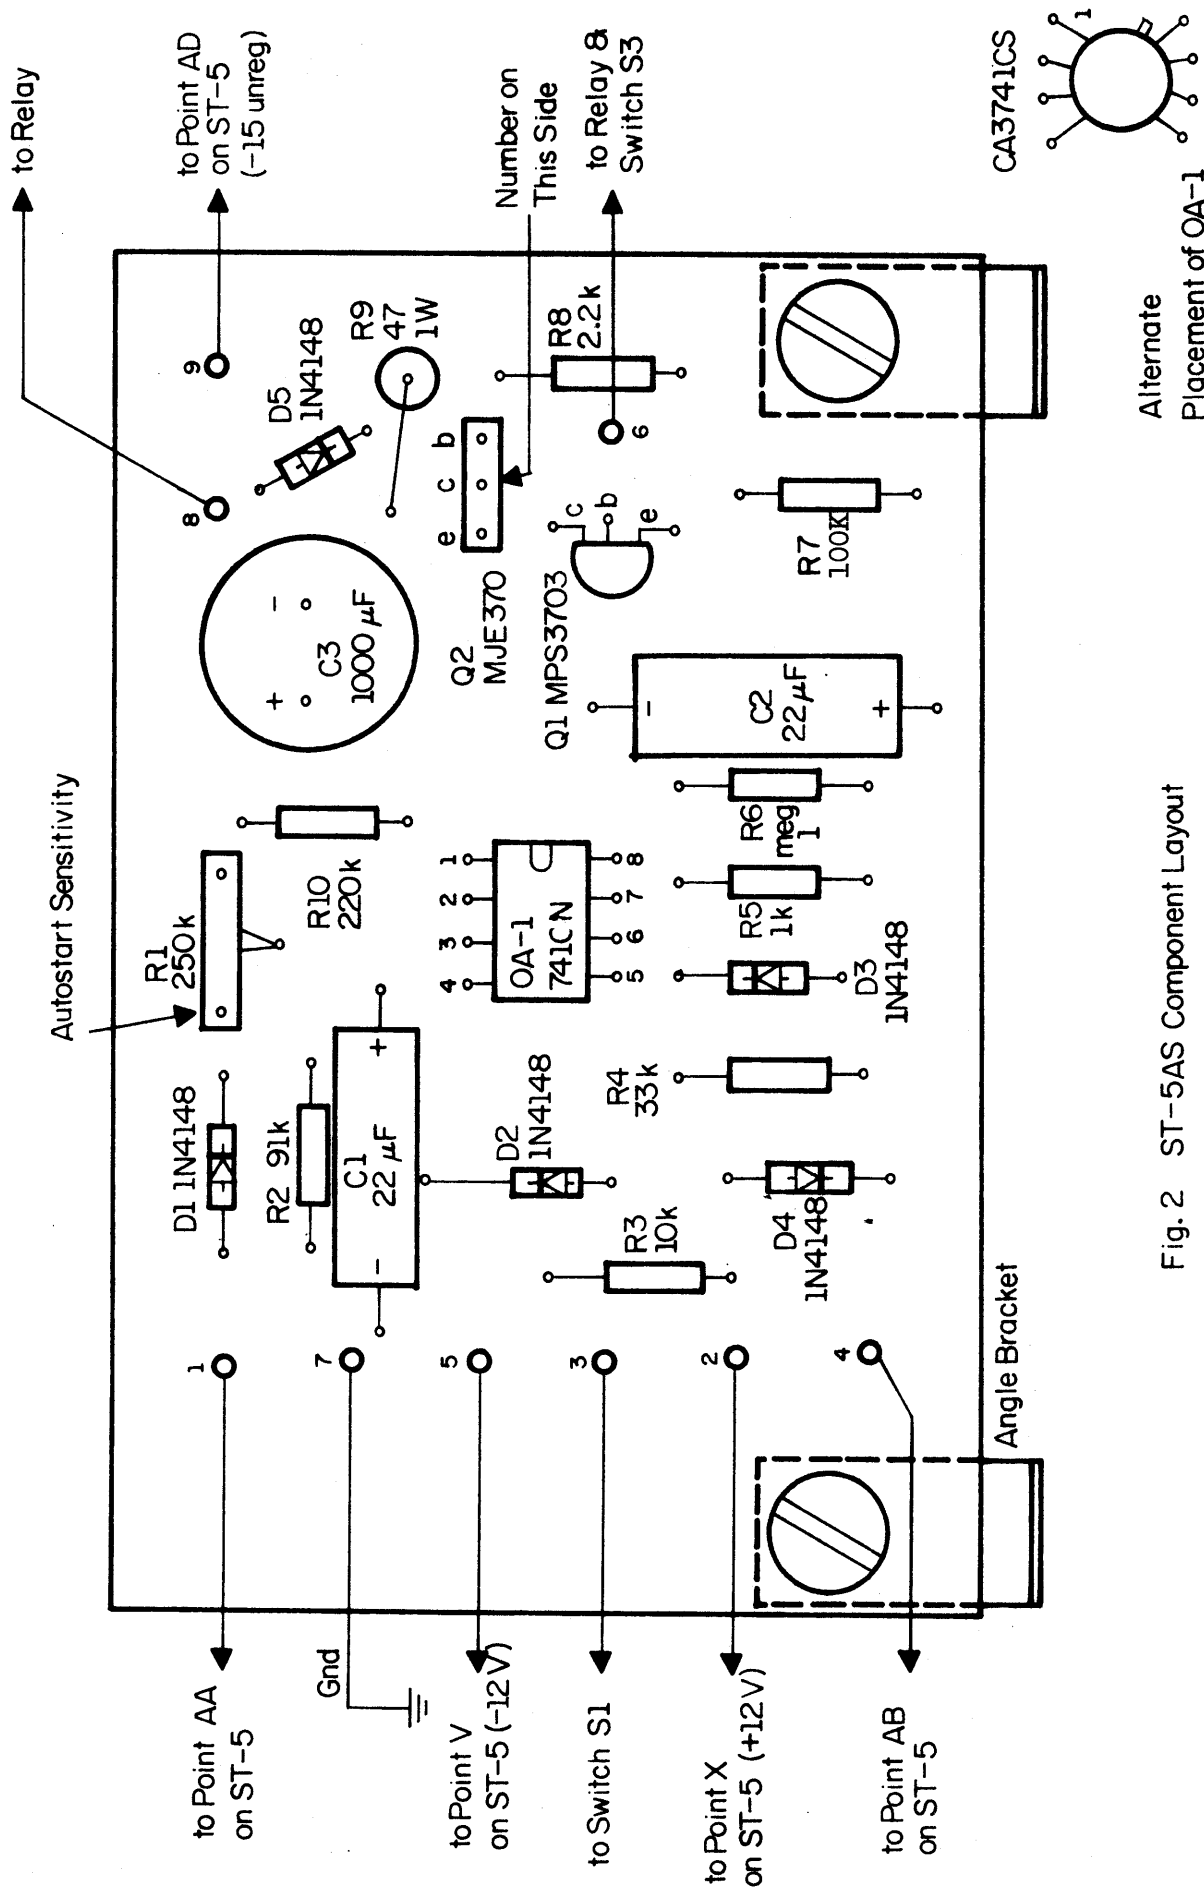 to Relay
to Point AD
on ST-5
(-15 unreg)
Number on
This Side
to Relay &
Switch S3
CA3741CS
1
Alternate
Placement of OA-1
Autostart Sensitivity
8
9
D5
1N4148
R9
47
1W
R8
2.2k
6
e c b
Q2
MJE370
c
b
e
Q1 MPS3703
+ -
C3
1000 µF
R1
250k
R10
220k
4 3 2 1
OA-1
741CN
5 6 7 8
R7
100K
-
C2
22µF
+
R6
meg
1
R5
1k
D3
1N4148
R4
33k
D1 1N4148
R2 91k
- +
C1
22 µF
D2
1N4148
R3
10k
D4
1N4148
1
7
5
3
2
4
to Point AA
on ST-5
Gnd
to Point V
on ST-5 (-12V)
to Switch S1
to Point X
on ST-5 (+12V)
to Point AB
on ST-5
Angle Bracket
Fig. 2 ST-5AS Component Layout